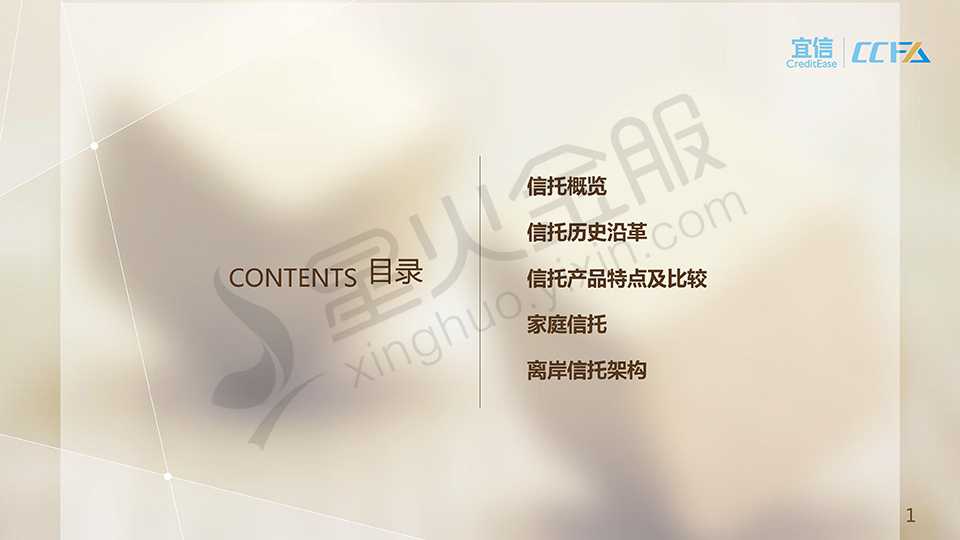 宜信
CreditEase
CCFA
星火金服
xinghuo.yixin.com
CONTENTS 目录
信托概览
信托历史沿革
信托产品特点及比较
家庭信托
离岸信托架构
1